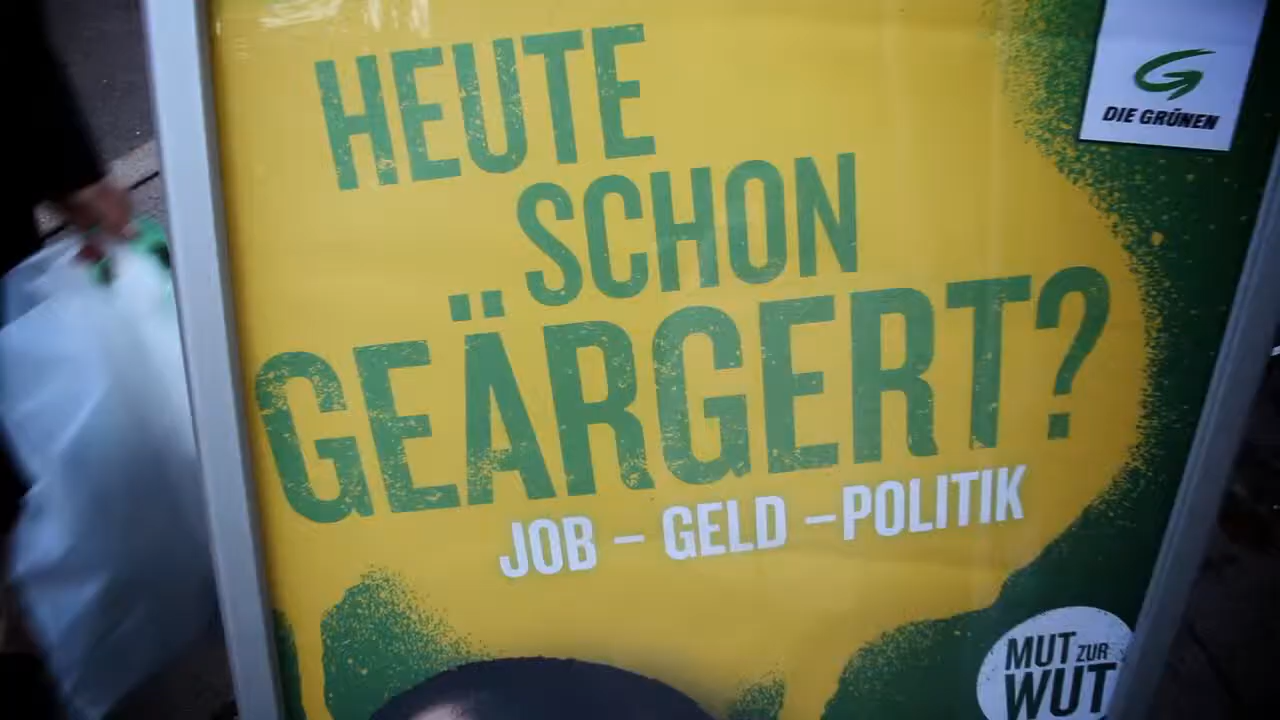 DIE GRÜNEN
HEUTE
SCHON
GEÄRGERT?
JOB – GELD – POLITIK
MUT ZUR
WUT